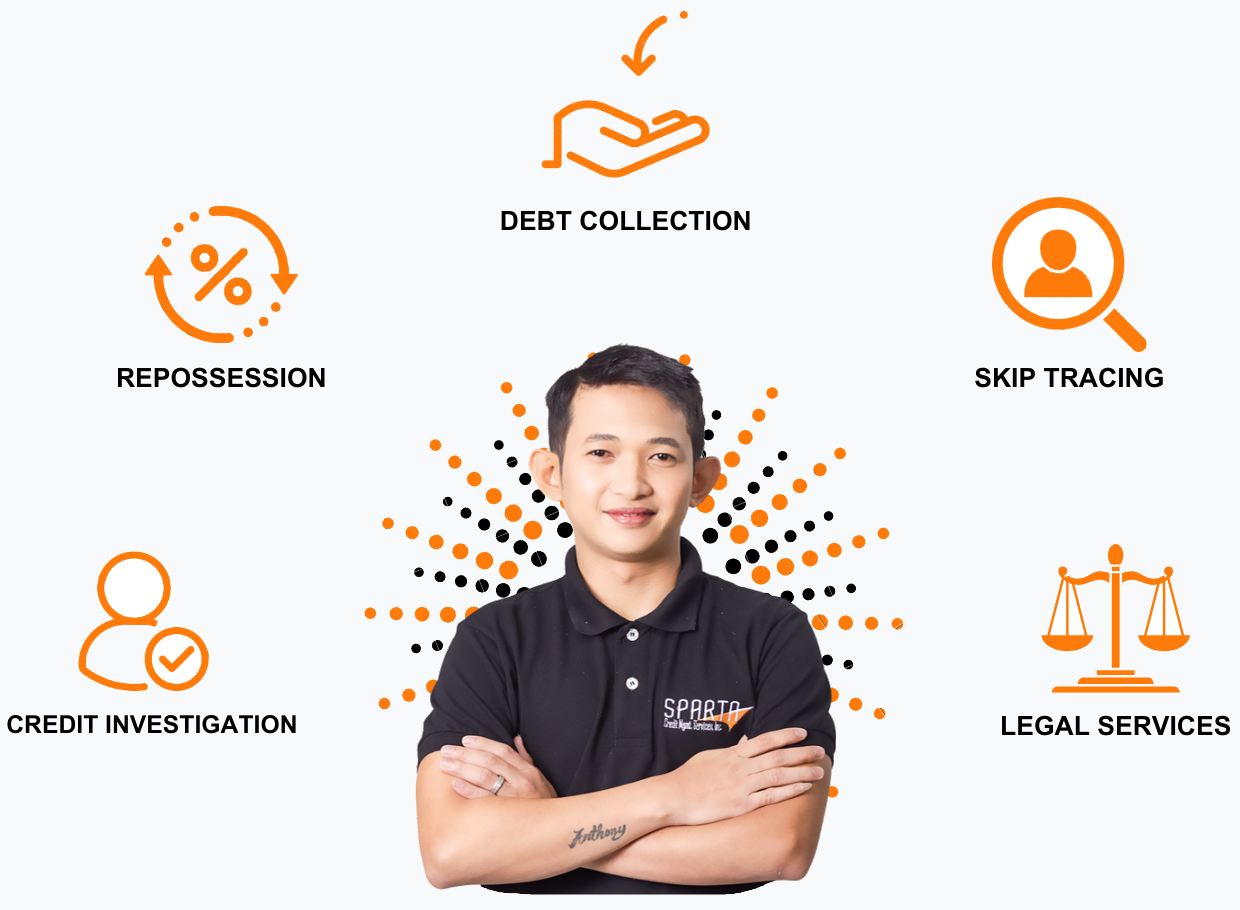 DEBT COLLECTION
REPOSSESSION
SKIP TRACING
CREDIT INVESTIGATION
LEGAL SERVICES
SPARTA
Credit Mgmt. Services, Inc
Anthony